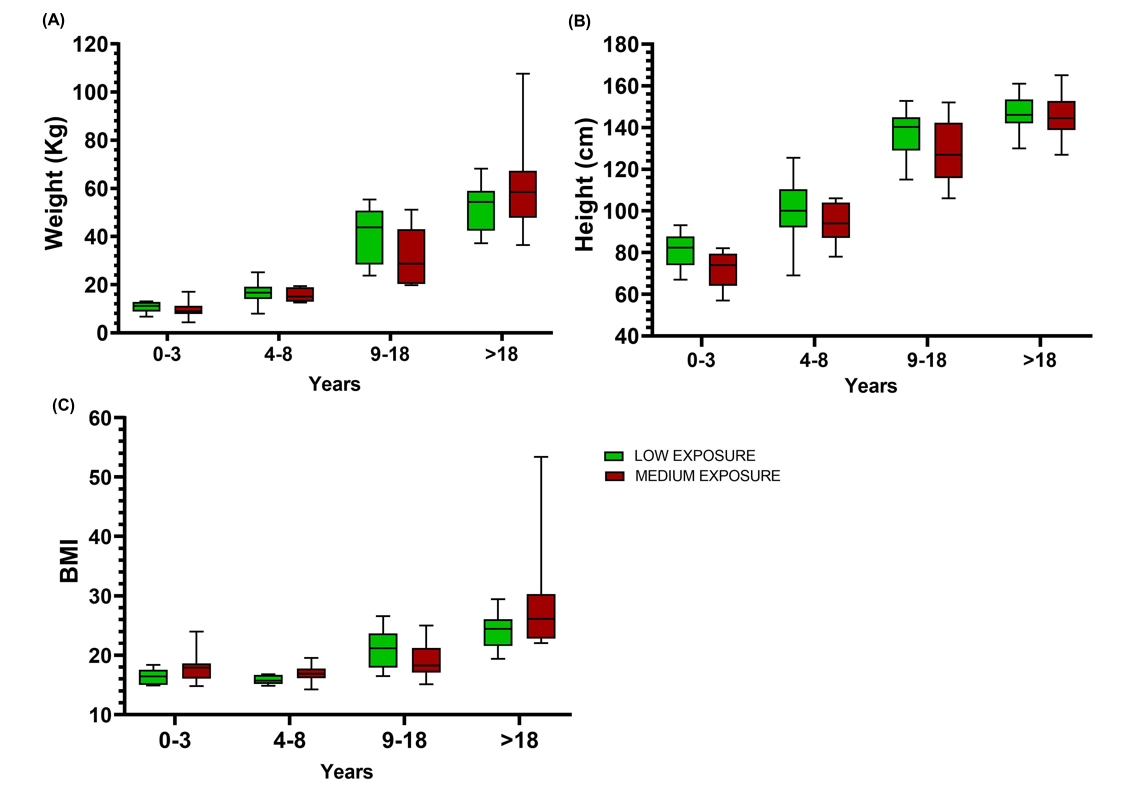 (A)
120
100
80
60
40
20
0
Weight (Kg)
0-3 4-8 9-18 >18
Years
(B)
180
160
140
120
100
80
60
40
Height (cm)
0-3 4-8 9-18 >18
Years
(C)
60
50
40
30
20
10
BMI
0-3 4-8 9-18 >18
Years
LOW EXPOSURE
MEDIUM EXPOSURE